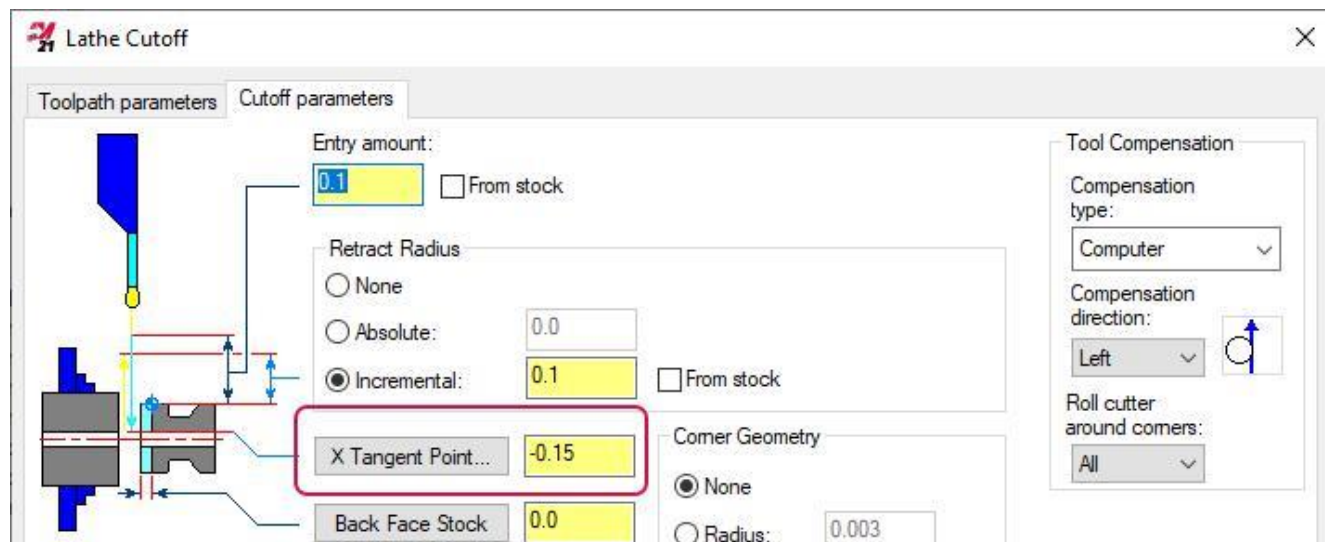 21 Lathe Cutoff
Toolpath parameters Cutoff parameters
Entry amount:
0.1 From stock
Retract Radius
None
Absolute: 0.0
Incremental: 0.1 From stock
X Tangent Point... -0.15
Back Face Stock 0.0
Corner Geometry
None
Radius: 0.003
Tool Compensation
Compensation
type:
Computer
Compensation
direction:
Left
Roll cutter
around corners:
All